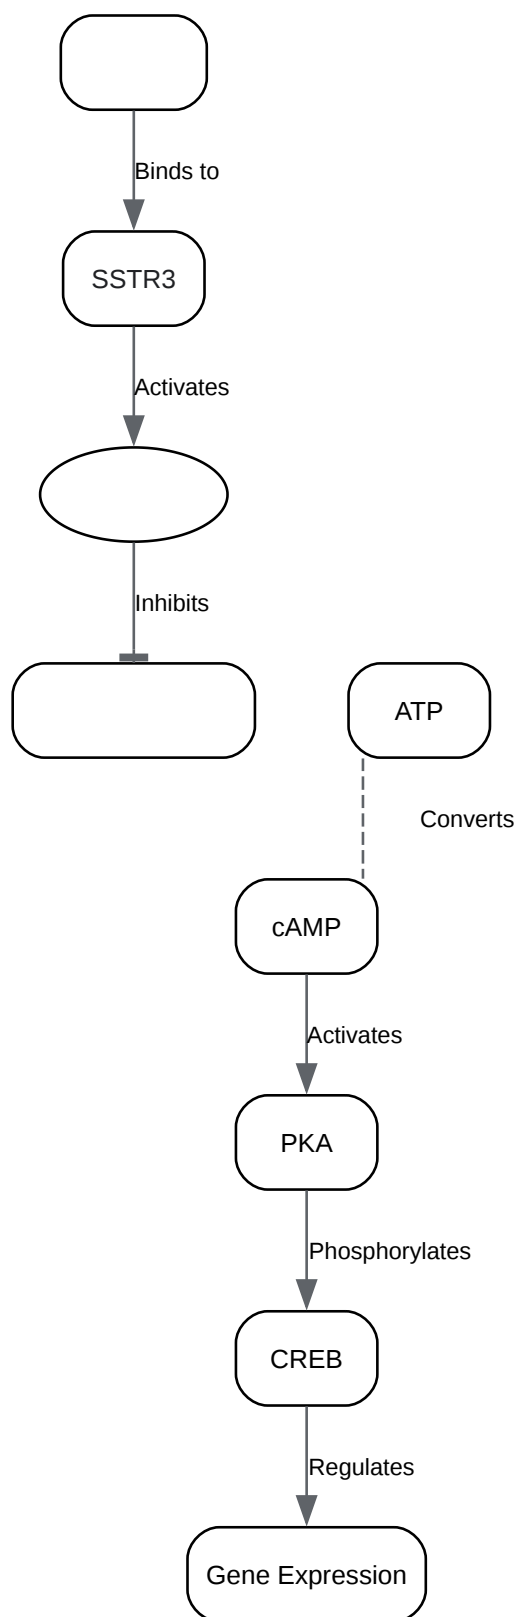 Binds to
SSTR3
Activates
Inhibits
ATP
Converts
cAMP
Activates
PKA
Phosphorylates
CREB
Regulates
Gene Expression